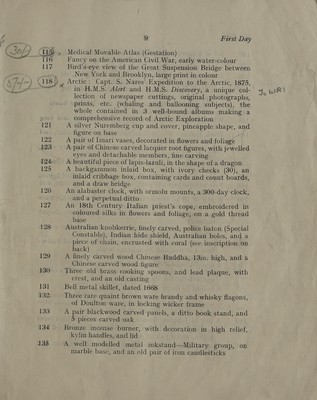 9 First Day
30/-
115 Medical Movable Atlas (Gestation)
116 Fancy on the American Civil War, early water-colour
117 Bird's-eye view of the Great Suspension Bridge between
New York and Brooklyn, large print in colour
118 Arctic: Capt. S. Nares' Expedition to the Arctic, 1875,
in H.M.S. Alert and H.M.S. Discovery, a unique col-
lection of newspaper cuttings, original photographs,
prints, etc. (whaling and ballooning subjects), the
whole contained in 3 well-bound albums making a
comprehensive record of Arctic Exploration
121 A silver Nuremberg cup and cover, pineapple shape, and
figure on base
122 A pair of Imari vases, decorated in flowers and foliage
123 A pair of Chinese carved lacquer root figures, with jewelled
eyes and detachable members, fine carving
124 A beautiful piece of lapis-lazuli, in the shape of a dragon
125 A backgammon inlaid box, with ivory checks (30), an
inlaid cribbage box, containing cards and count boards,
and a draw bridge
126 An alabaster clock, with ormolu mounts, a 300-day clock,
and a perpetual ditto
127 An 18th Century Italian priest's cope, embroidered in
coloured silks in flowers and foliage, on a gold thread
base
128 Australian knobkerrie, finely carved, police baton (Special
Constable), Indian hide shield, Australian bolos, and a
piece of chain, encrusted with coral (see inscription on
back)
129 A finely carved wood Chinese Buddha, 13in. high, and a
Chinese carved wood figure
130 Three old brass cooking spoons, and lead plaque, with
crest, and an old casting
131 Bell metal skillet, dated 1668
132 Three rare quaint brown ware brandy and whisky flagons,
of Doulton ware, in locking wicker frame
133 A pair blackwood carved panels, a ditto book stand, and
5 pieces carved oak
134 Bronze incense burner, with decoration in high relief,
kylin handles, and lid
135 A well modelled metal inkstand—Military group, on
marble base, and an old pair of iron candlesticks